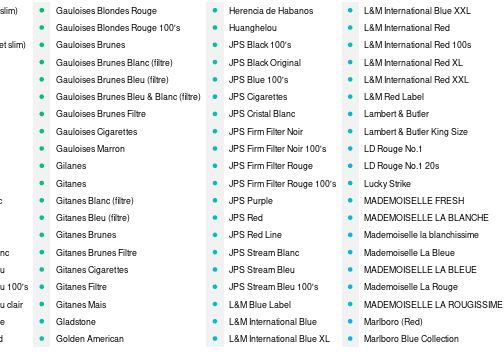 slim)
et slim)
c
nc
u
u 100's
u clair
e
d
Gauloises Blondes Rouge
Gauloises Blondes Rouge 100's
Gauloises Brunes
Gauloises Brunes Blanc (filtre)
Gauloises Brunes Bleu (filtre)
Gauloises Brunes Bleu & Blanc (filtre)
Gauloises Brunes Filtre
Gauloises Cigarettes
Gauloises Marron
Gilanes
Gitanes
Gitanes Blanc (filtre)
Gitanes Bleu (filtre)
Gitanes Brunes
Gitanes Brunes Filtre
Gitanes Cigarettes
Gitanes Filtre
Gitanes Mais
Gladstone
Golden American
Herencia de Habanos
Huanghelou
JPS Black 100's
JPS Black Original
JPS Blue 100's
JPS Cigarettes
JPS Cristal Blanc
JPS Firm Filter Noir
JPS Firm Filter Noir 100's
JPS Firm Filter Rouge
JPS Firm Filter Rouge 100's
JPS Purple
JPS Red
JPS Red Line
JPS Stream Blanc
JPS Stream Bleu
JPS Stream Bleu 100's
L&M Blue Label
L&M International Blue
L&M International Blue XL
L&M International Blue XXL
L&M International Red
L&M International Red 100s
L&M International Red XL
L&M International Red XXL
L&M Red Label
Lambert & Butler
Lambert & Butler King Size
LD Rouge No.1
LD Rouge No.1 20s
Lucky Strike
MADEMOISELLE FRESH
MADEMOISELLE LA BLANCHE
Mademoiselle la blanchissime
Mademoiselle La Bleue
MADEMOISELLE LA BLEUE
Mademoiselle La Rouge
MADEMOISELLE LA ROUGISSIME
Marlboro (Red)
Marlboro Blue Collection